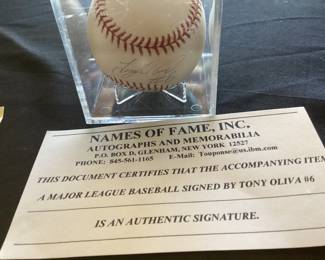 NAMES OF FAME, INC.
AUTOGRAPHS AND MEMORABILIA
P.O. BOX D, GLENHAM, NEW YORK 12527
PHONE; 845-561-1165 E-Mail: Touponse@us.ibm.com
THIS DOCUMENT CERTIFIES THAT THE ACCOMPANYING ITEM
A MAJOR LEAGUE BASEBALL SIGNED BY TONY OLIVA #6
IS AN AUTHENTIC SIGNATURE.